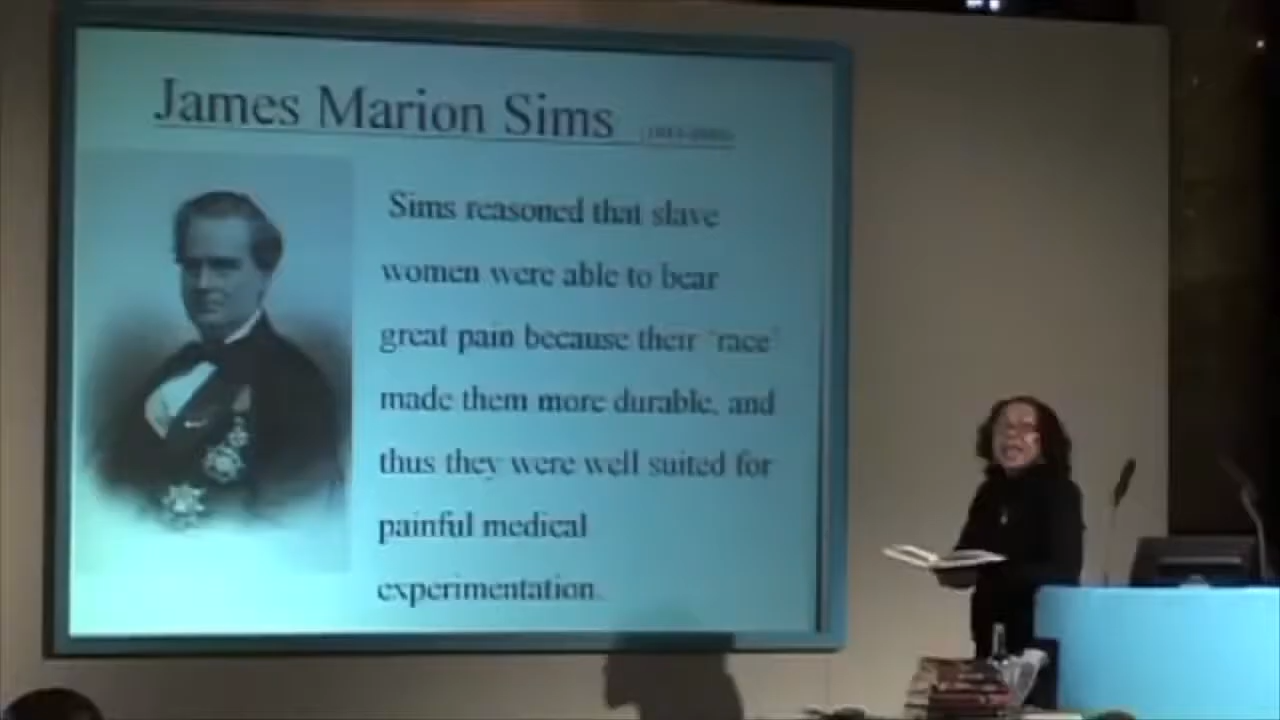 James Marion Sims
Sims reasoned that slave
women were able to bear
great pain because their 'race'
made them more durable, and
thus they were well suited for
painful medical
experimentation.